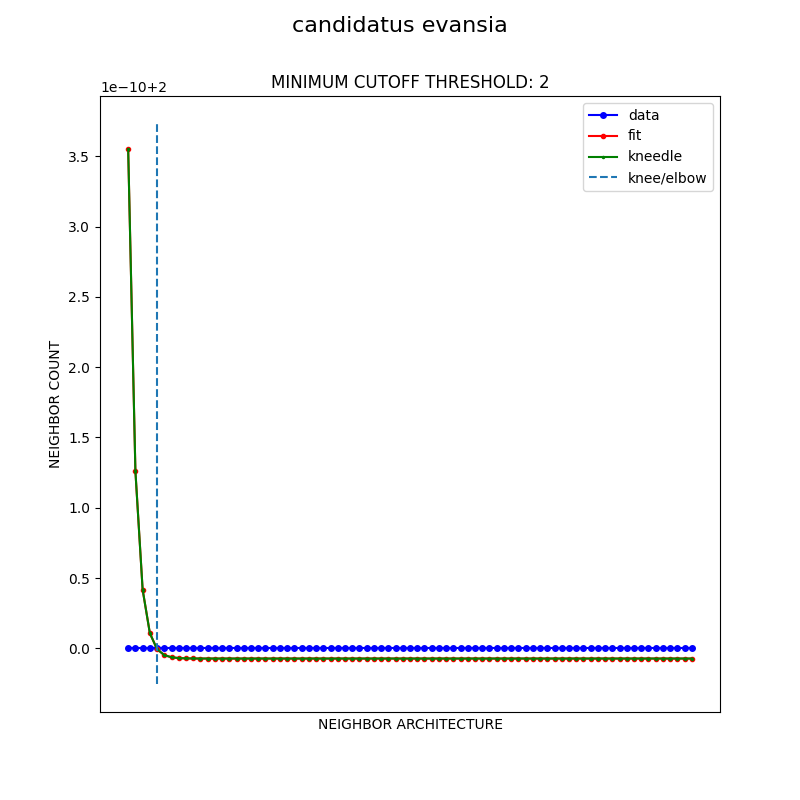 candidatus evansia
1e−10+2
MINIMUM CUTOFF THRESHOLD: 2
data
fit
kneedle
knee/elbow
3.5
3.0
2.5
2.0
1.5
1.0
0.5
0.0
NEIGHBOR COUNT
NEIGHBOR ARCHITECTURE